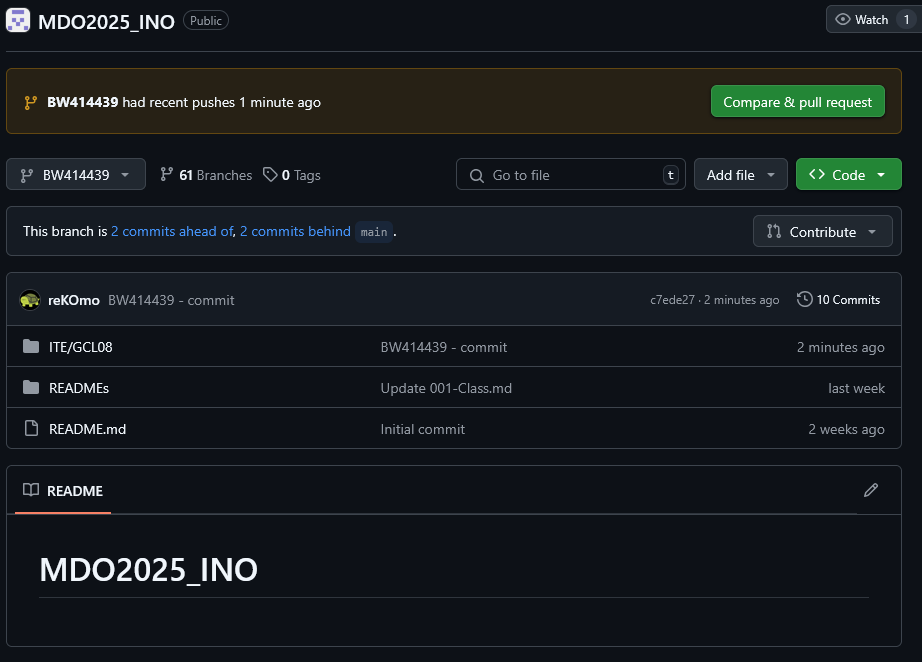 MDO2025_INO Public Watch 1
BW414439 had recent pushes 1 minute ago Compare & pull request
BW414439 61 Branches 0 Tags Go to file t Add file Code
This branch is 2 commits ahead of, 2 commits behind main . Contribute
reKOmo BW414439 - commit c7ede27 · 2 minutes ago 10 Commits
ITE/GCL08 BW414439 - commit 2 minutes ago
READMEs Update 001-Class.md last week
README.md Initial commit 2 weeks ago
README
MDO2025_INO